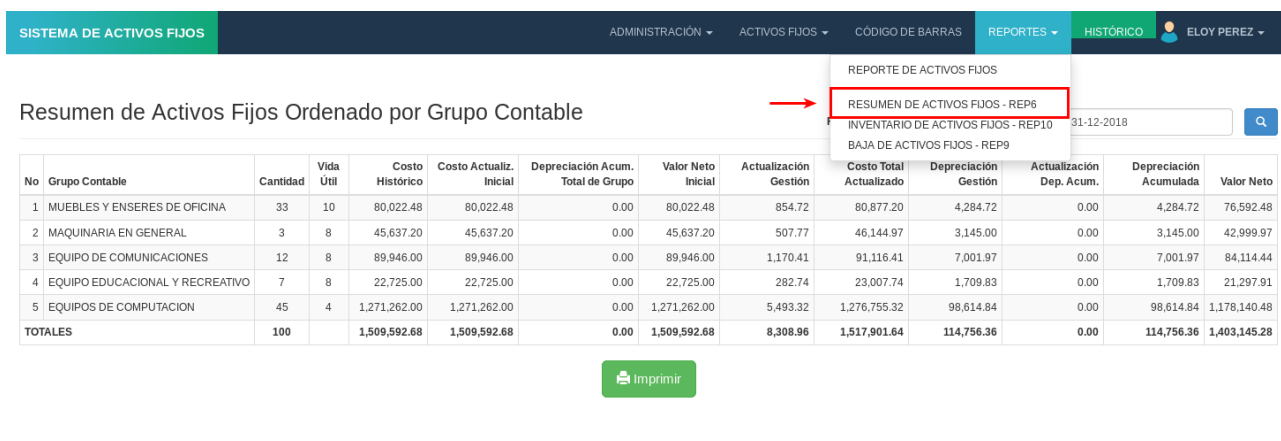 SISTEMA DE ACTIVOS FIJOS ADMINISTRACIÓN ACTIVOS FIJOS CÓDIGO DE BARRAS REPORTES HISTÓRICO ELOY PEREZ
REPORTE DE ACTIVOS FIJOS
RESUMEN DE ACTIVOS FIJOS - REP6
INVENTARIO DE ACTIVOS FIJOS - REP10
BAJA DE ACTIVOS FIJOS - REP9
Resumen de Activos Fijos Ordenado por Grupo Contable
31-12-2018
No Grupo Contable Cantidad Vida Útil Costo Histórico Costo Actualiz. Inicial Depreciación Acum. Total de Grupo Valor Neto Inicial Actualización Gestión Costo Total Actualizado Depreciación Gestión Actualización Dep. Acum. Depreciación Acumulada Valor Neto
1 MUEBLES Y ENSERES DE OFICINA 33 10 80,022.48 80,022.48 0.00 80,022.48 854.72 80,877.20 4,284.72 0.00 4,284.72 76,592.48
2 MAQUINARIA EN GENERAL 3 8 45,637.20 45,637.20 0.00 45,637.20 507.77 46,144.97 3,145.00 0.00 3,145.00 42,999.97
3 EQUIPO DE COMUNICACIONES 12 8 89,946.00 89,946.00 0.00 89,946.00 1,170.41 91,116.41 7,001.97 0.00 7,001.97 84,114.44
4 EQUIPO EDUCACIONAL Y RECREATIVO 7 8 22,725.00 22,725.00 0.00 22,725.00 282.74 23,007.74 1,709.83 0.00 1,709.83 21,297.91
5 EQUIPOS DE COMPUTACION 45 4 1,271,262.00 1,271,262.00 0.00 1,271,262.00 5,493.32 1,276,755.32 98,614.84 0.00 98,614.84 1,178,140.48
TOTALES 100 1,509,592.68 1,509,592.68 0.00 1,509,592.68 8,308.96 1,517,901.64 114,756.36 0.00 114,756.36 1,403,145.28
Imprimir